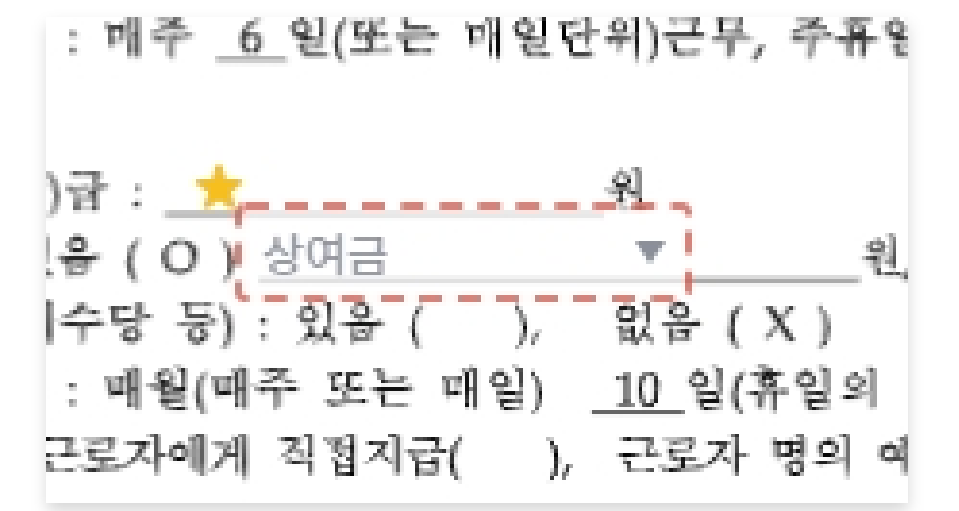 : 매주 6 일(또는 매일단위)근무, 주휴일
)금 : 원
음 ( O ) 상여금 원,
수당 등) : 있음 ( ), 없음 ( X )
: 매월(매주 또는 매일) 10 일(휴일의
근로자에게 직접지급( ), 근로자 명의 예